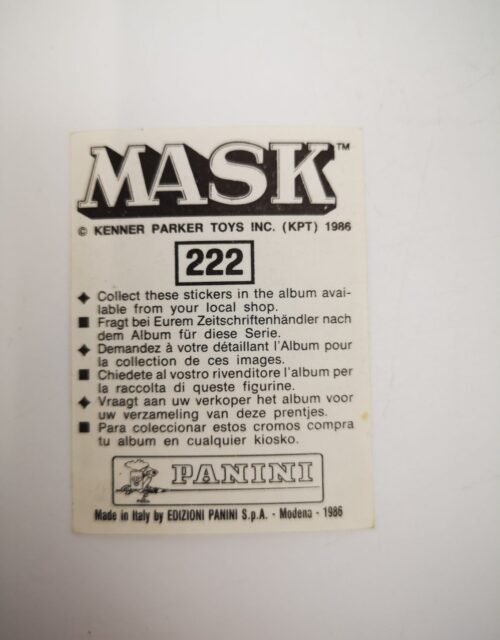 MASK™
© KENNER PARKER TOYS INC. (KPT) 1986
222
◆ Collect these stickers in the album avai-
lable from your local shop.
■ Fragt bei Eurem Zeitschriftenhändler nach
dem Album für diese Serie.
◆ Demandez à votre détaillant l'Album pour
la collection de ces images.
■ Chiedete al vostro rivenditore l'album per
la raccolta di queste figurine.
◆ Vraagt aan uw verkoper het album voor
uw verzameling van deze prentjes.
■ Para coleccionar estos cromos compra
tu album en cualquier kiosko.
PANINI
Made in Italy by EDIZIONI PANINI S.p.A. - Modena - 1986